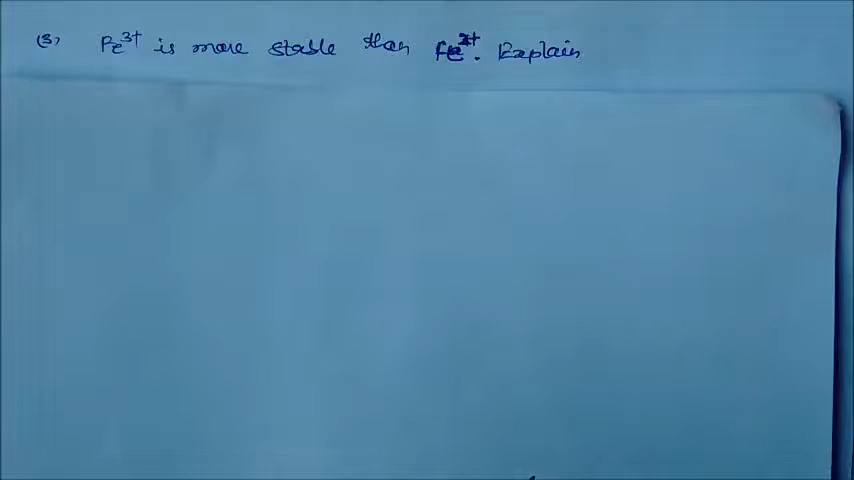 (3) Fe³⁺ is more stable than Fe²⁺. Explain